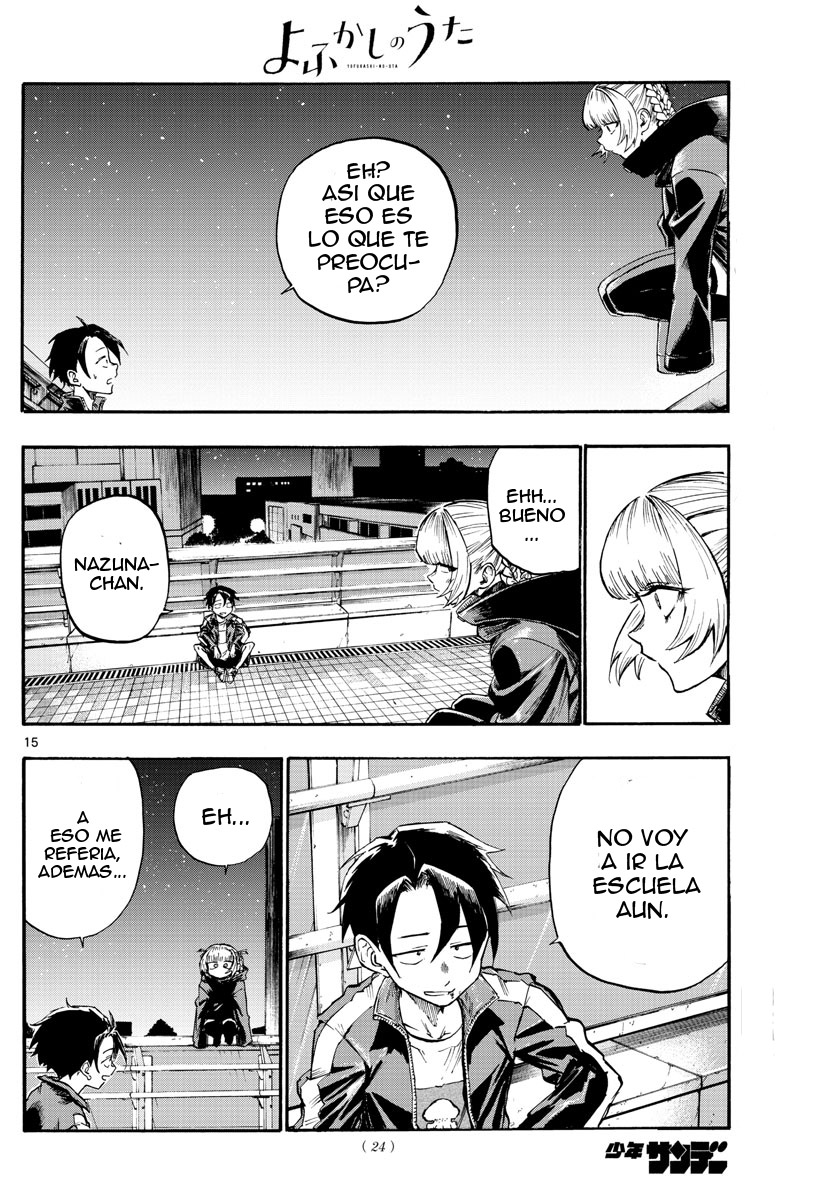 よふかしのうた
YOFUKASHI-NO-UTA
EH?
ASI QUE
ESO ES
LO QUE TE
PREOCU-
PA?
EHH...
BUENO
...
NAZUNA-
CHAN.
15
NO VOY
A IR LA
ESCUELA
AUN.
EH...
A
ESO ME
REFERIA,
ADEMAS...
(24)
少年サンデー